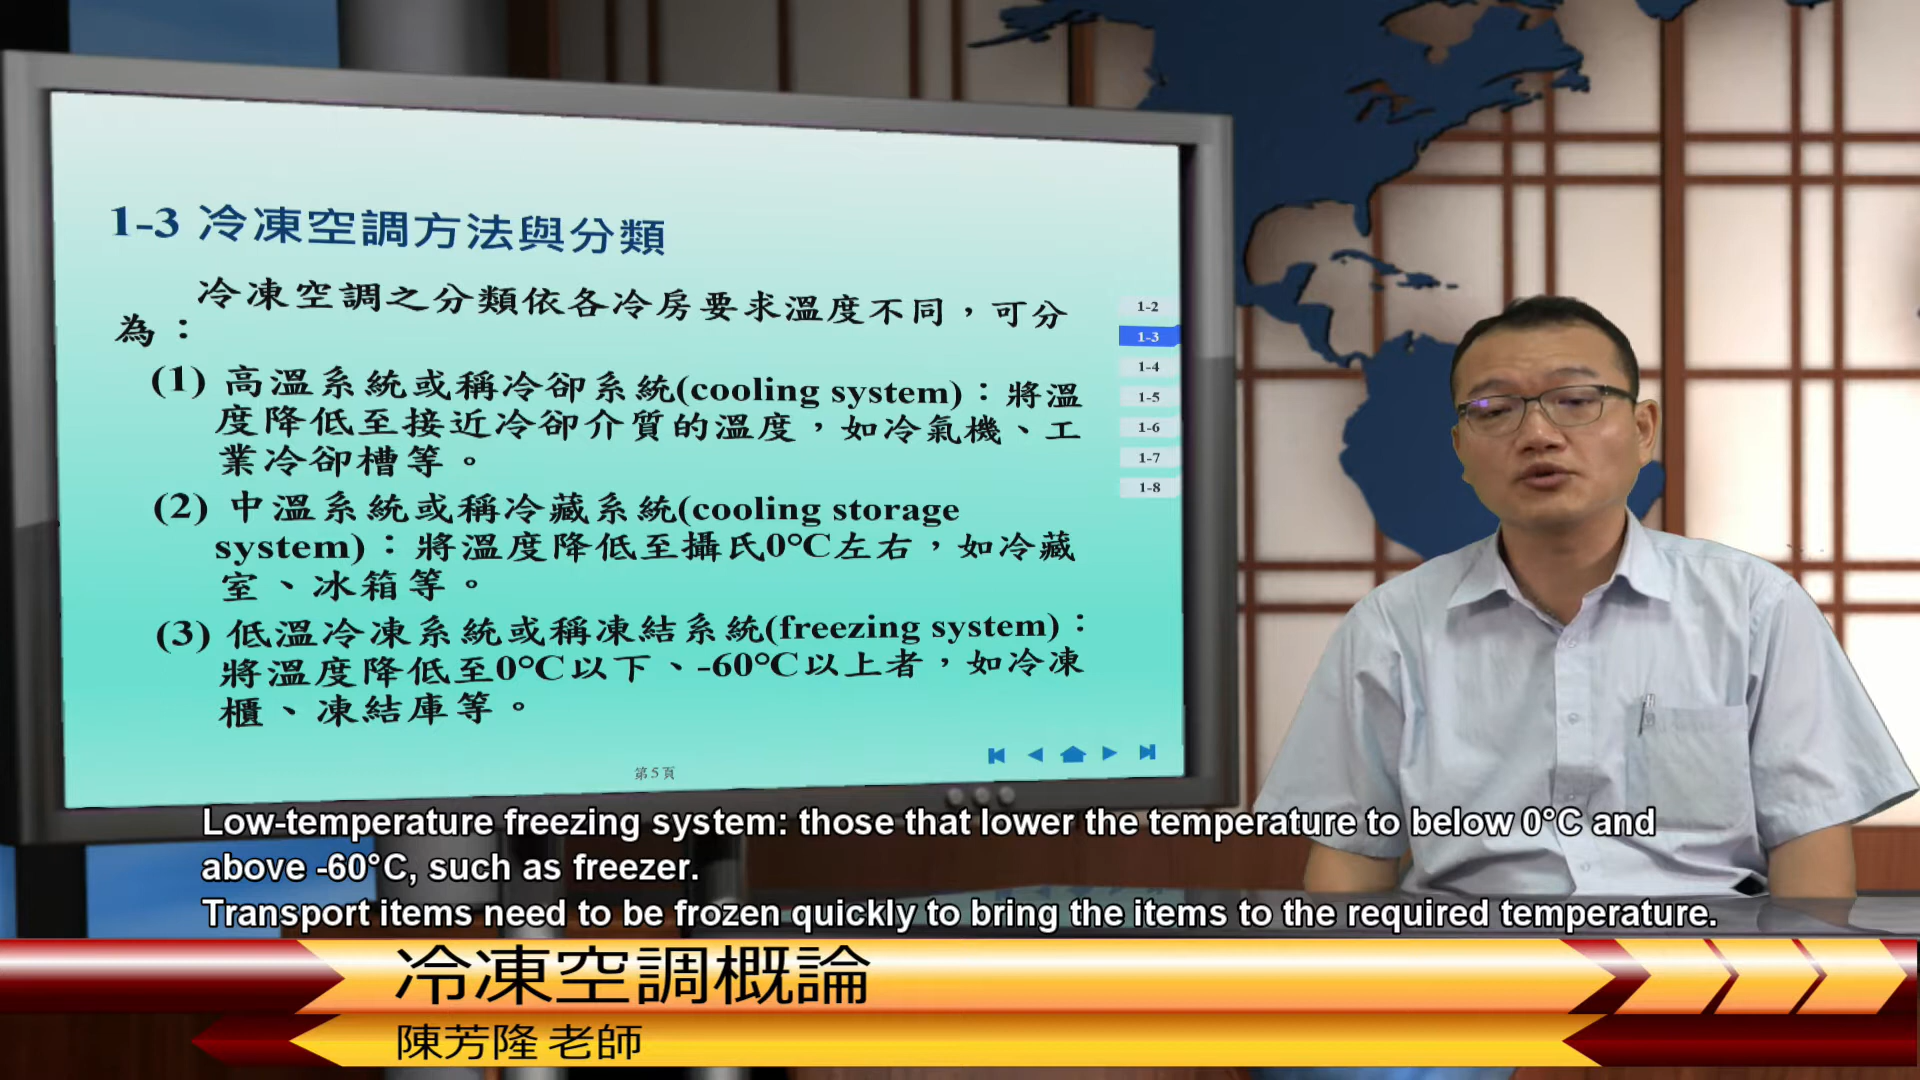 1-3 冷凍空調方法與分類
冷凍空調之分類依各冷房要求溫度不同，可分
為：
(1) 高溫系統或稱冷卻系統(cooling system)：將溫
度降低至接近冷卻介質的溫度，如冷氣機、工
業冷卻槽等。
(2) 中溫系統或稱冷藏系統(cooling storage
system)：將溫度降低至攝氏0°C左右，如冷藏
室、冰箱等。
(3) 低溫冷凍系統或稱凍結系統(freezing system)：
將溫度降低至0°C以下、-60°C以上者，如冷凍
櫃、凍結庫等。
1-2
1-3
1-4
1-5
1-6
1-7
1-8
第5頁
Low-temperature freezing system: those that lower the temperature to below 0°C and
above -60°C, such as freezer.
Transport items need to be frozen quickly to bring the items to the required temperature.
冷凍空調概論
陳芳隆 老師